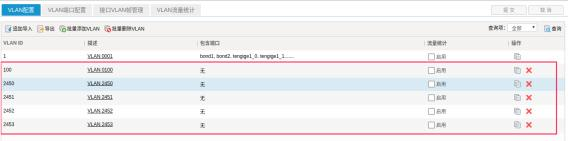 VLAN配置 VLAN端口配置 接口VLAN帧管理 VLAN流量统计 提 交 取 消
追加导入 导出 批量添加VLAN 批量删除VLAN 查询项: 全部 查询
VLAN ID 描述 包含端口 流量统计 操作
1 VLAN 0001 bond1, bond2, tengige1_0, tengige1_1...... 启用
100 VLAN 0100 无 启用
2450 VLAN 2450 无 启用
2451 VLAN 2451 无 启用
2452 VLAN 2452 无 启用
2453 VLAN 2453 无 启用